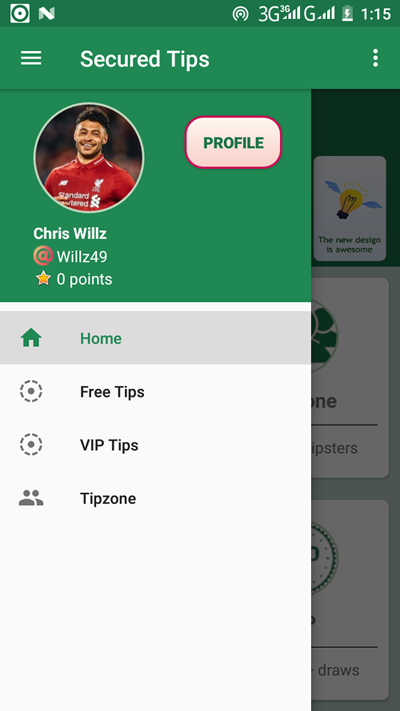 3G 3G G 1:15
Secured Tips
PROFILE
Standard
Chartered
Chris Willz
@ Willz49
0 points
The new design
is awesome
Home
Free Tips
VIP Tips
Tipzone
one
ipsters
draws